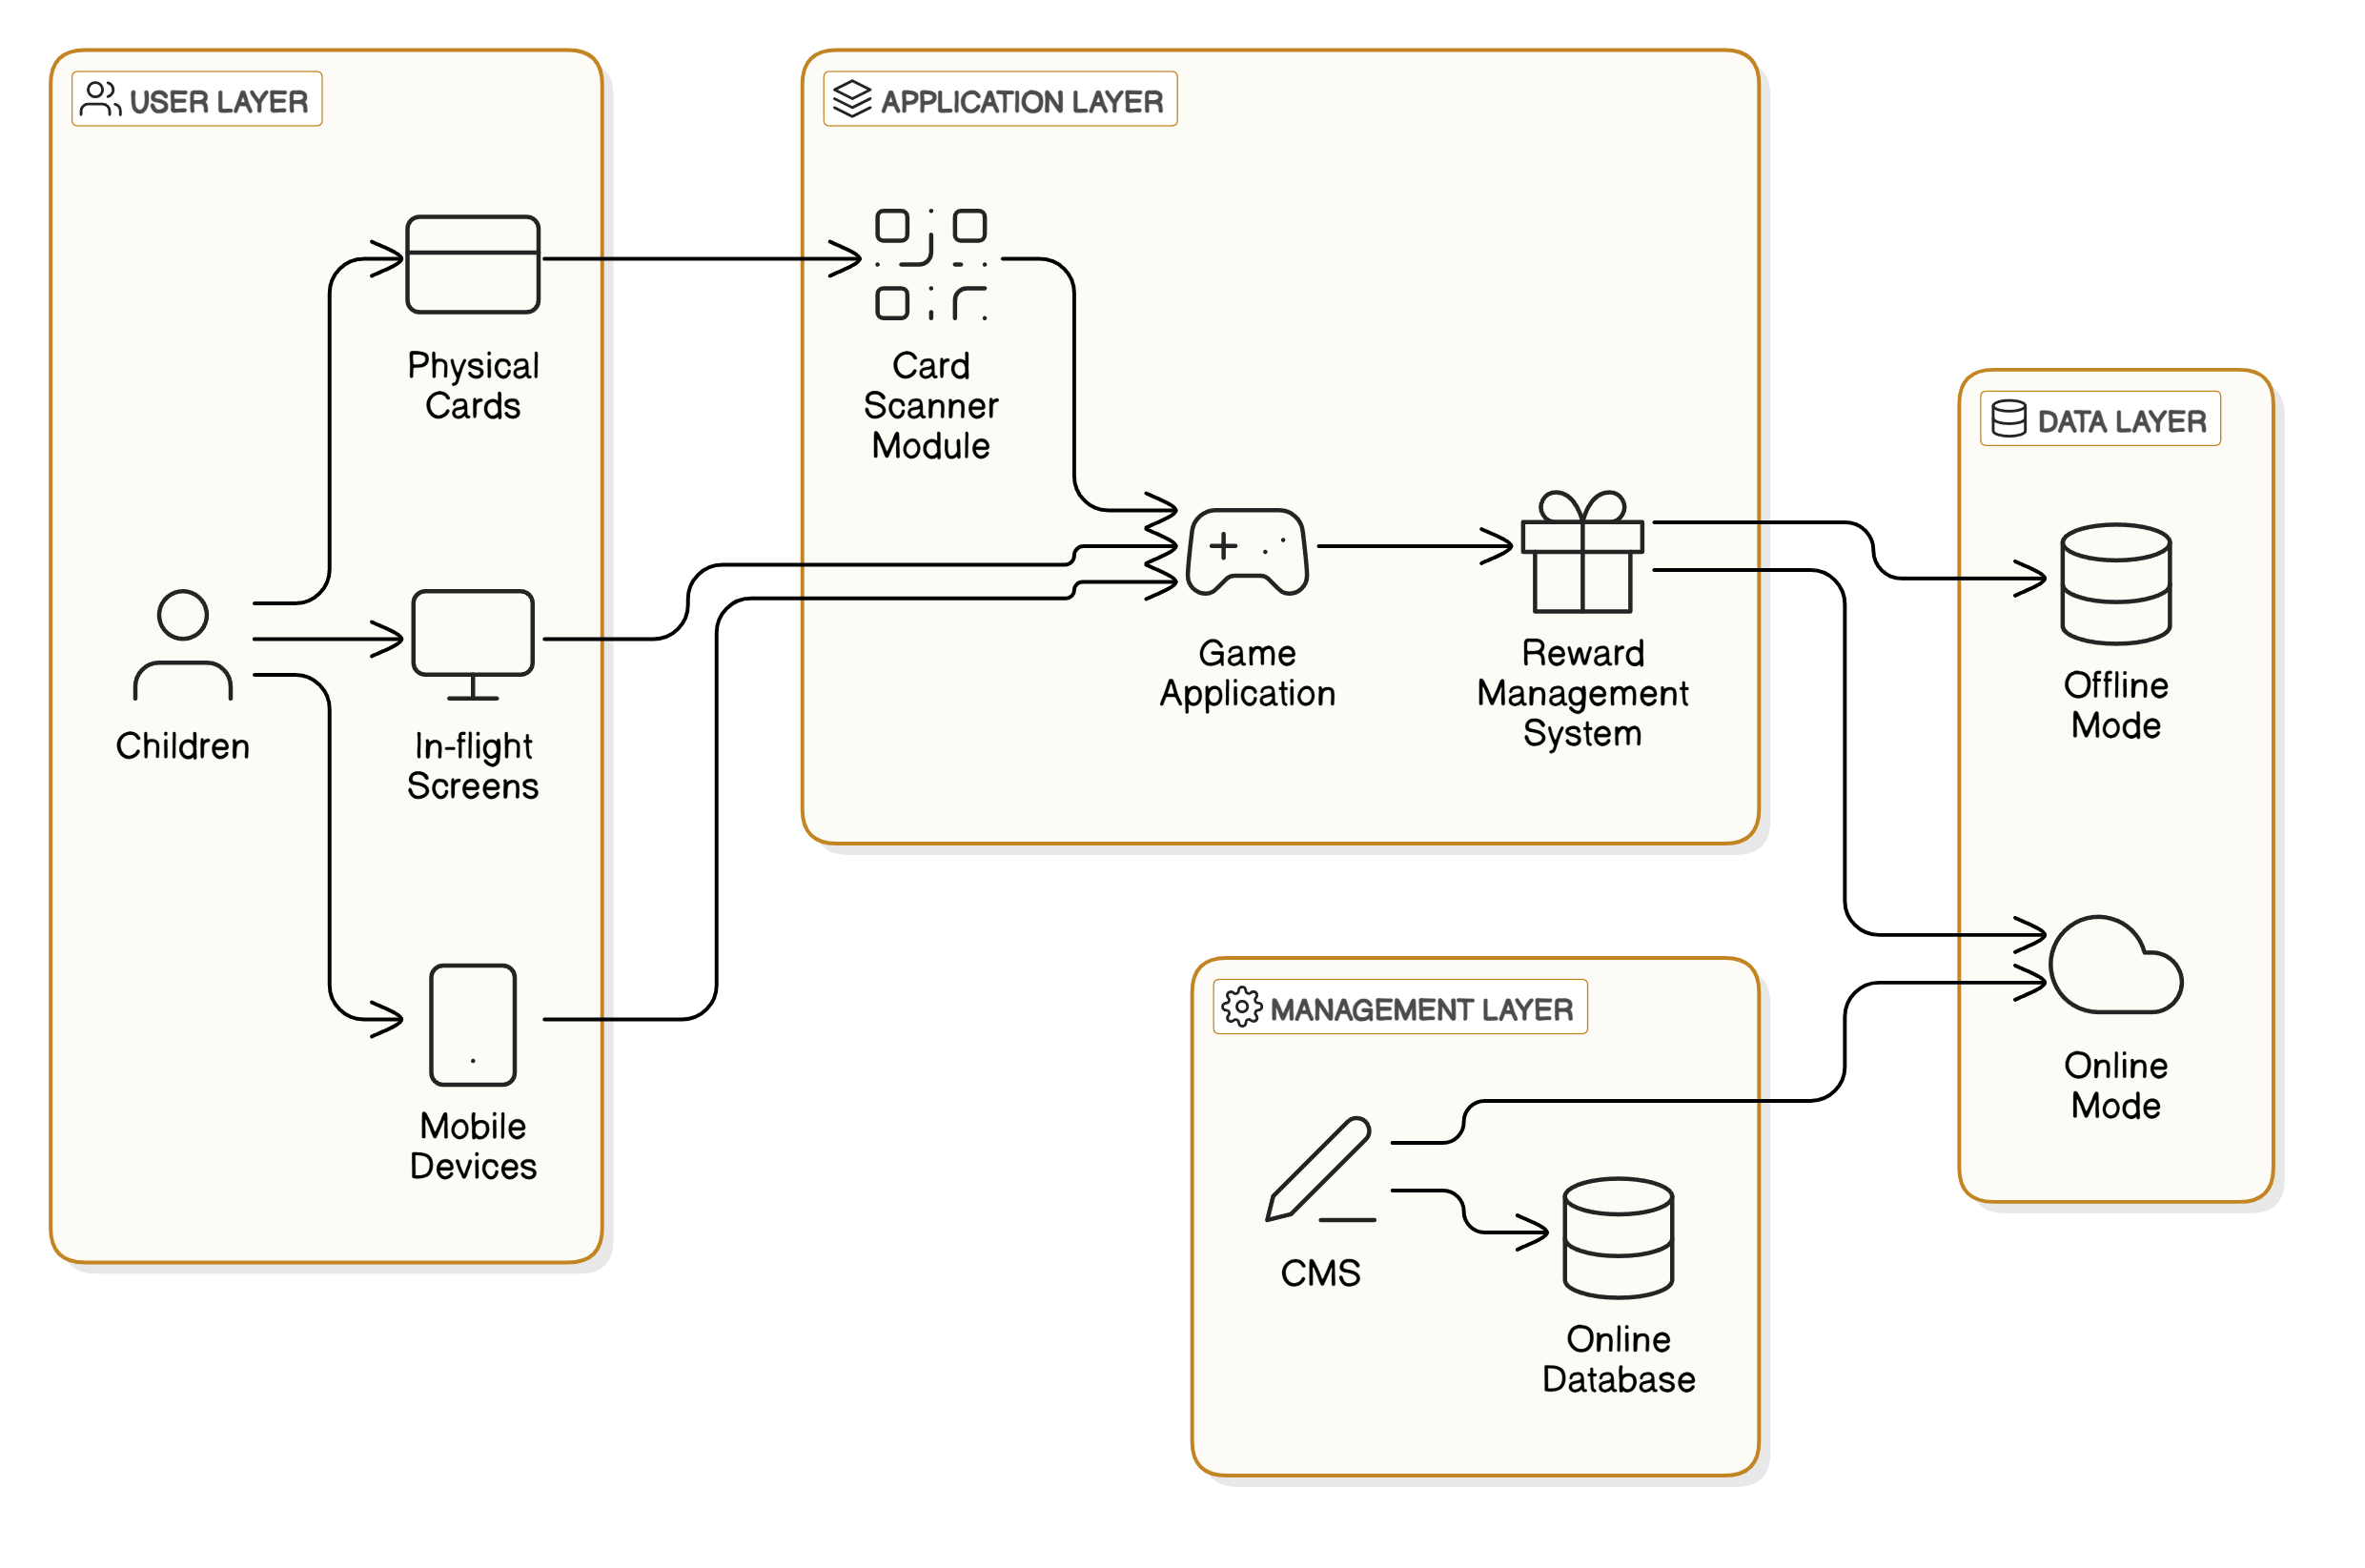 USER LAYER
Physical
Cards
Children
In-flight
Screens
Mobile
Devices
APPLICATION LAYER
Card
Scanner
Module
Game
Application
Reward
Management
System
DATA LAYER
Offline
Mode
Online
Mode
MANAGEMENT LAYER
CMS
Online
Database